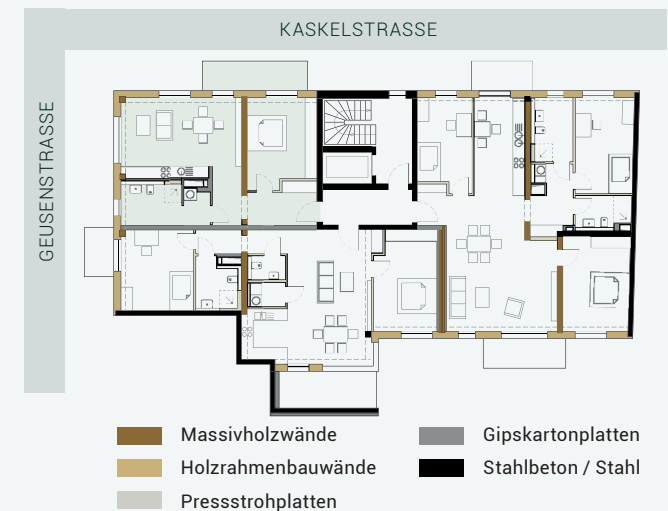 KASKELSTRASSE
GEUSENSTRASSE
Massivholzwände
Holzrahmenbauwände
Pressstrohplatten
Gipskartonplatten
Stahlbeton / Stahl